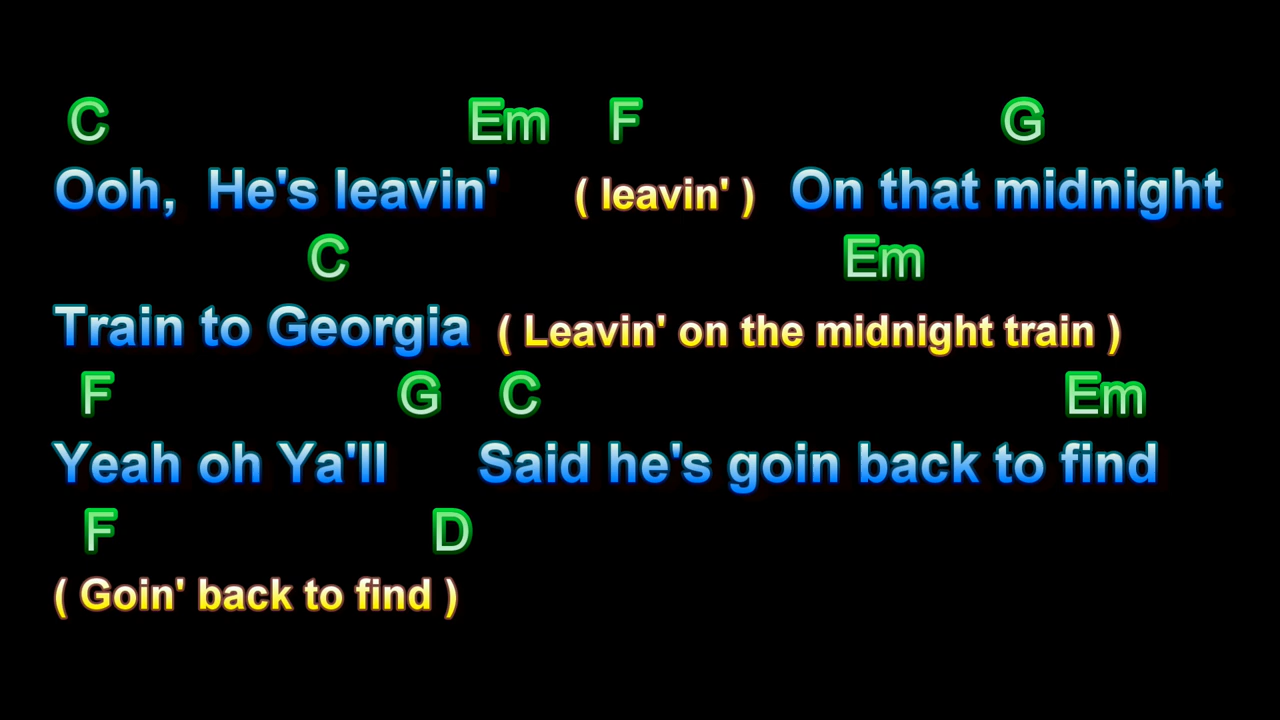 C Em F G
Ooh, He's leavin' ( leavin' ) On that midnight
C Em
Train to Georgia ( Leavin' on the midnight train )
F G C Em
Yeah oh Ya'll Said he's goin back to find
F D
( Goin' back to find )